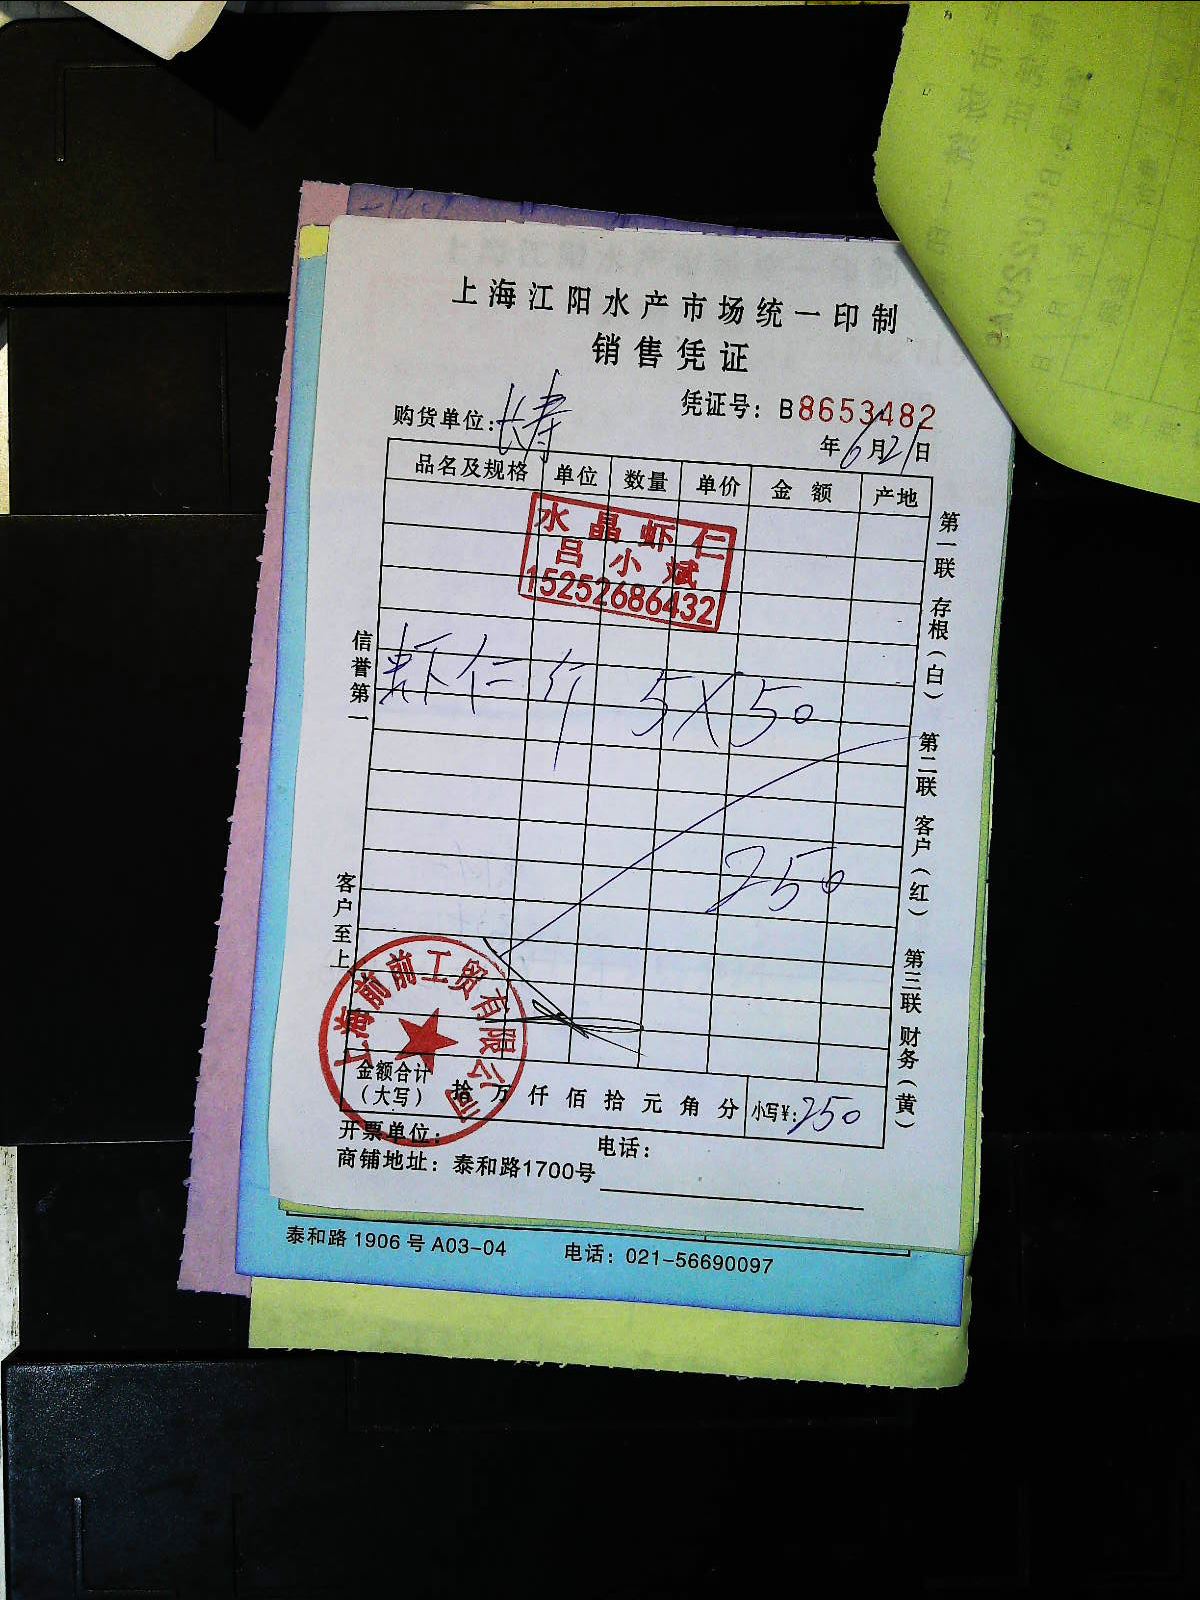 上海江阳水产市场统一印制
销售凭证
凭证号：B8653482
购货单位：长寿
年6月21日
品名及规格 单位 数量 单价 金额 产地
水晶虾仁
吕小斌
15252686432
虾仁 5X50
250
信誉第一
客户至上
第一联 存根（白） 第二联 客户（红） 第三联 财务（黄）
上海前前工贸有限公司
金额合计（大写） 拾 万 仟 佰 拾 元 角 分 小写¥：250
开票单位： 电话：
商铺地址：泰和路1700号
泰和路 1906 号 A03-04 电话：021-56690097